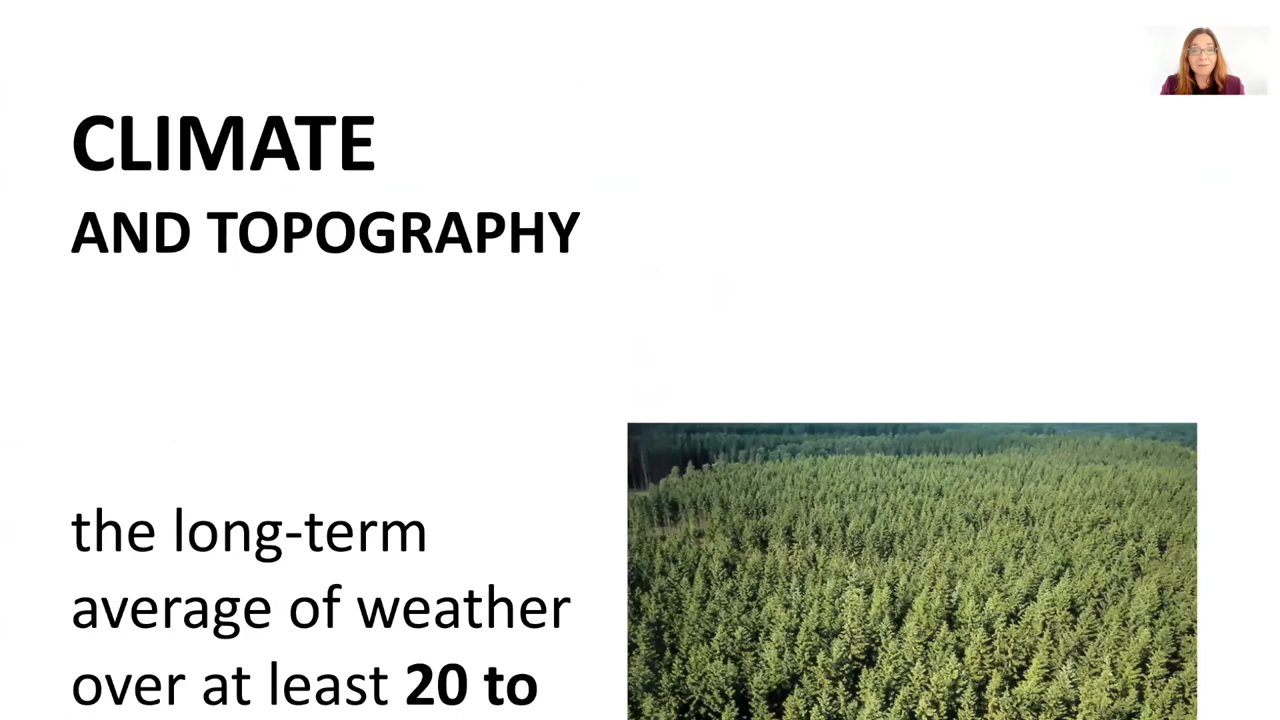 CLIMATE
AND TOPOGRAPHY
the long-term
average of weather
over at least 20 to